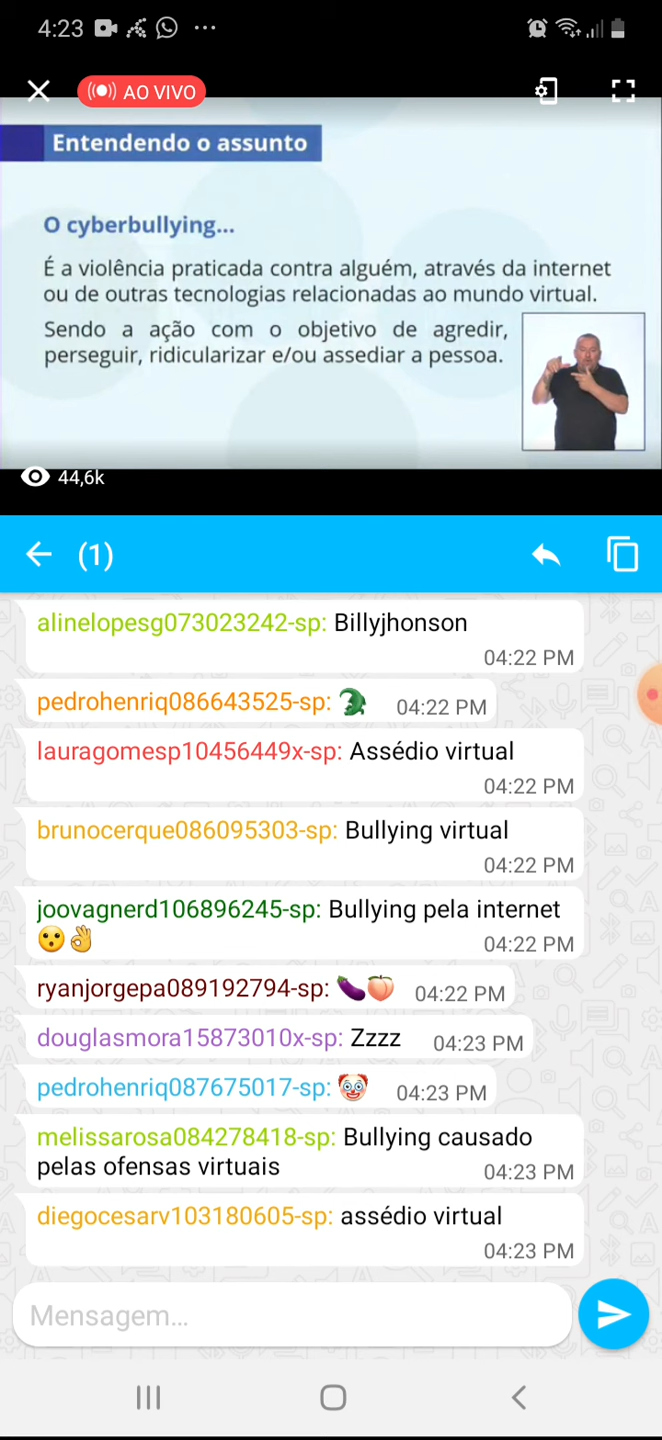 4:23
AO VIVO
Entendendo o assunto
O cyberbullying...
É a violência praticada contra alguém, através da internet
ou de outras tecnologias relacionadas ao mundo virtual.
Sendo a ação com o objetivo de agredir,
perseguir, ridicularizar e/ou assediar a pessoa.
44,6k
(1)
alinelopesg073023242-sp: Billyjhonson
04:22 PM
pedrohenriq086643525-sp: 🐊 04:22 PM
lauragomesp10456449x-sp: Assédio virtual
04:22 PM
brunocerque086095303-sp: Bullying virtual
04:22 PM
joovagnerd106896245-sp: Bullying pela internet
😲👌 04:22 PM
ryanjorgepa089192794-sp: 🍆🍑 04:22 PM
douglasmora15873010x-sp: Zzzz 04:23 PM
pedrohenriq087675017-sp: 🤡 04:23 PM
melissarosa084278418-sp: Bullying causado
pelas ofensas virtuais 04:23 PM
diegocesarv103180605-sp: assédio virtual
04:23 PM
Mensagem...